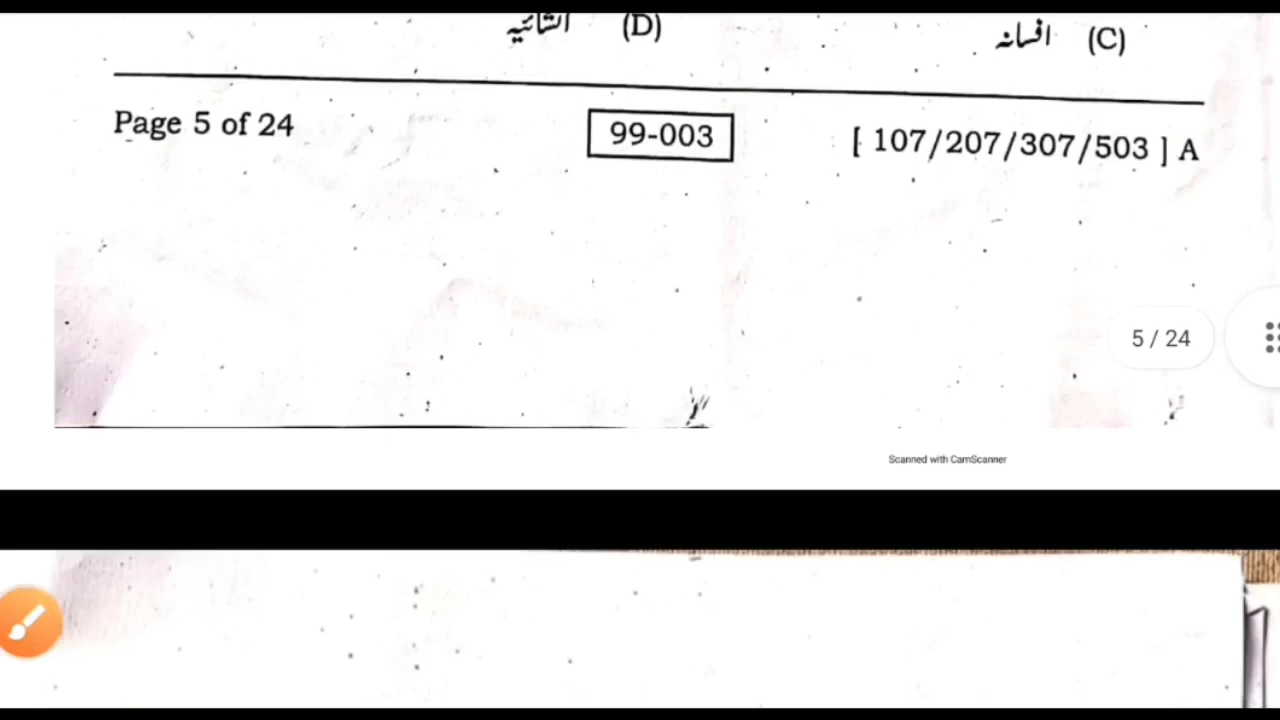 (C) افسانہ (D) انشائیہ
Page 5 of 24 99-003 [ 107/207/307/503 ] A
5 / 24
Scanned with CamScanner